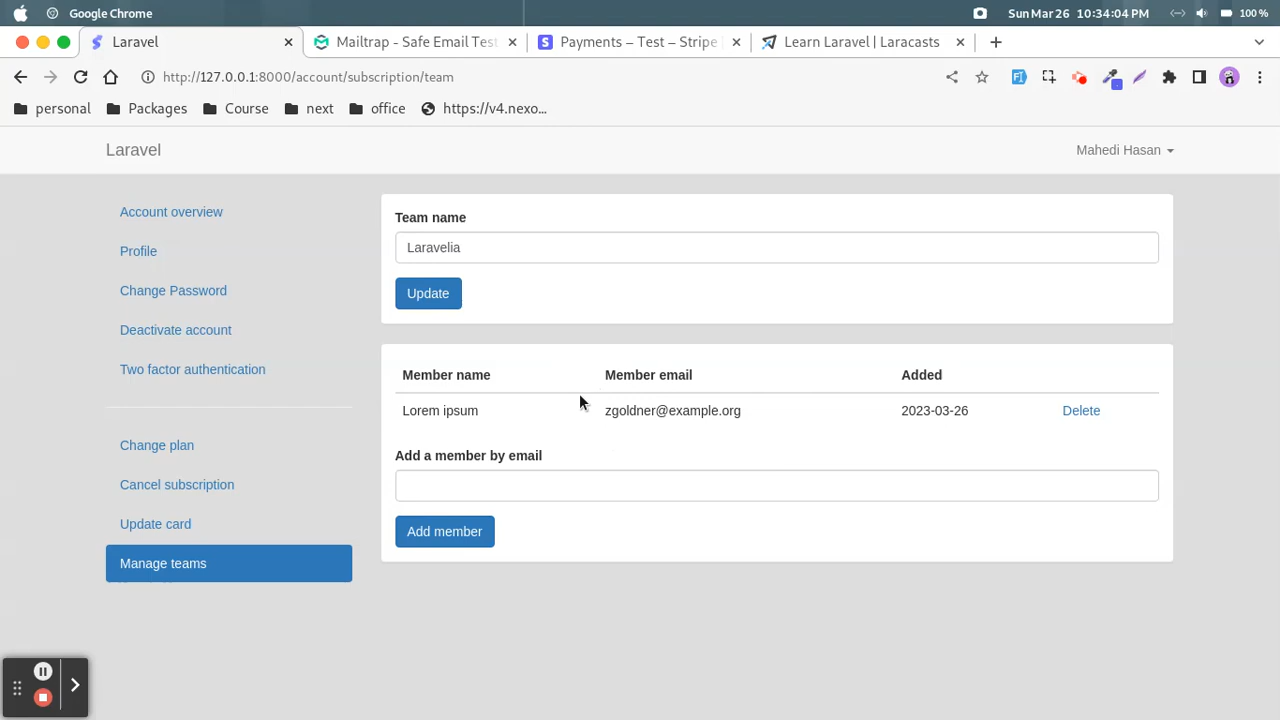 Google Chrome
Sun Mar 26 10:34:04 PM
100 %
Laravel
Mailtrap - Safe Email Test
Payments – Test – Stripe
Learn Laravel | Laracasts
http://127.0.0.1:8000/account/subscription/team
personal
Packages
Course
next
office
https://v4.nexo...
Laravel
Mahedi Hasan
Account overview
Profile
Change Password
Deactivate account
Two factor authentication
Change plan
Cancel subscription
Update card
Manage teams
Team name
Laravelia
Update
Member name Member email Added
Lorem ipsum zgoldner@example.org 2023-03-26 Delete
Add a member by email
Add member